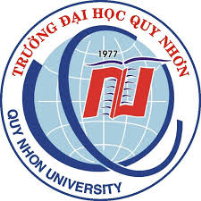 TRƯỜNG ĐẠI HỌC QUY NHƠN
1977
QUY NHON UNIVERSITY